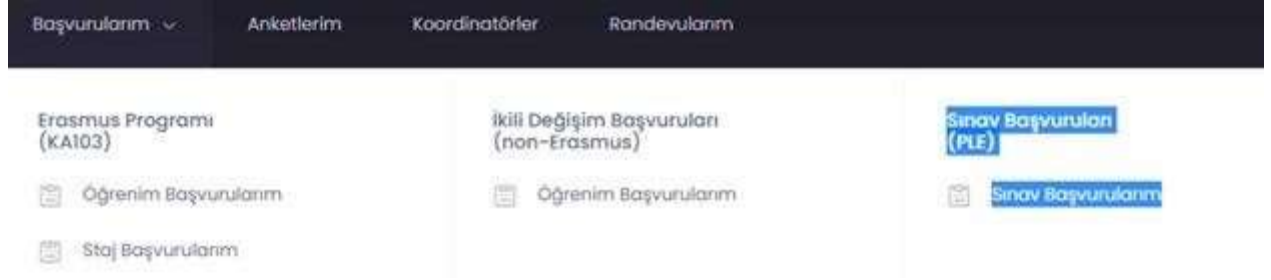 Başvurularım
Anketlerim
Koordinatörler
Randevularım
Erasmus Programı
(KA103)
Öğrenim Başvurularım
Staj Başvurularım
İkili Değişim Başvuruları
(non-Erasmus)
Öğrenim Başvurularım
Sınav Başvuruları
(PLE)
Sınav Başvurularım